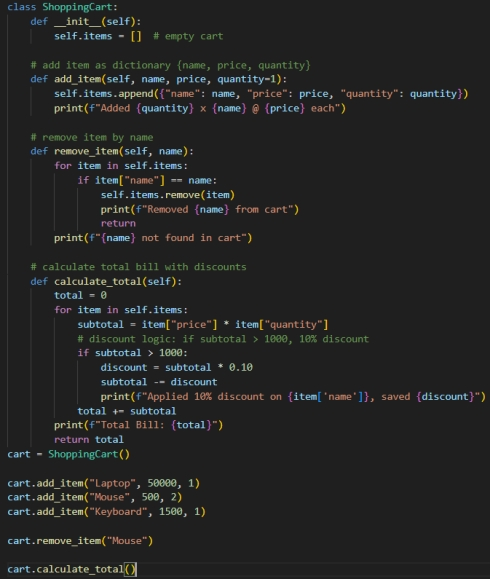 class ShoppingCart:
    def __init__(self):
        self.items = []  # empty cart

    # add item as dictionary {name, price, quantity}
    def add_item(self, name, price, quantity=1):
        self.items.append({"name": name, "price": price, "quantity": quantity})
        print(f"Added {quantity} x {name} @ {price} each")

    # remove item by name
    def remove_item(self, name):
        for item in self.items:
            if item["name"] == name:
                self.items.remove(item)
                print(f"Removed {name} from cart")
                return
        print(f"{name} not found in cart")

    # calculate total bill with discounts
    def calculate_total(self):
        total = 0
        for item in self.items:
            subtotal = item["price"] * item["quantity"]
            # discount logic: if subtotal > 1000, 10% discount
            if subtotal > 1000:
                discount = subtotal * 0.10
                subtotal -= discount
                print(f"Applied 10% discount on {item['name']}, saved {discount}")
            total += subtotal
        print(f"Total Bill: {total}")
        return total
cart = ShoppingCart()

cart.add_item("Laptop", 50000, 1)
cart.add_item("Mouse", 500, 2)
cart.add_item("Keyboard", 1500, 1)

cart.remove_item("Mouse")

cart.calculate_total()